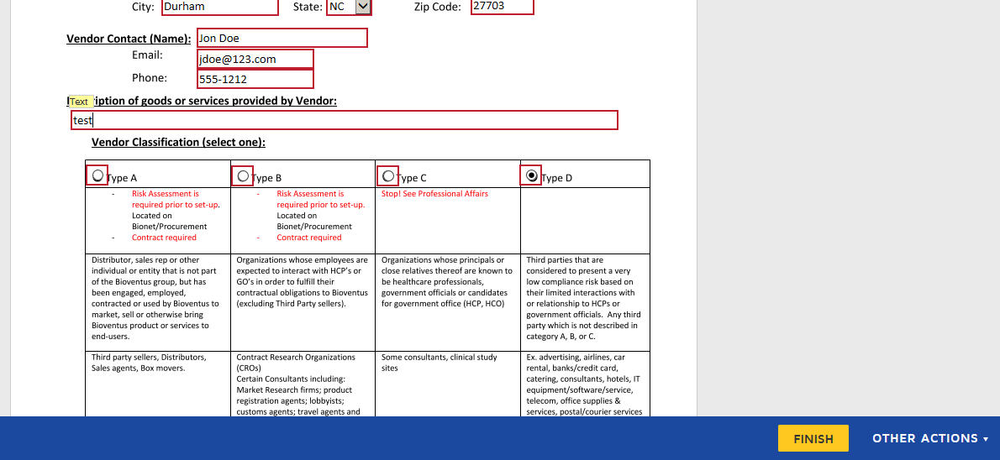 City: Durham State: NC Zip Code: 27703
Vendor Contact (Name): Jon Doe
Email: jdoe@123.com
Phone: 555-1212
Text iption of goods or services provided by Vendor:
test
Vendor Classification (select one):
Type A Type B Type C Type D
- Risk Assessment is
required prior to set-up.
Located on
Bionet/Procurement
- Contract required
- Risk Assessment is
required prior to set-up.
Located on
Bionet/Procurement
- Contract required
Stop! See Professional Affairs
Distributor, sales rep or other
individual or entity that is not part
of the Bioventus group, but has
been engaged, employed,
contracted or used by Bioventus to
market, sell or otherwise bring
Bioventus product or services to
end-users.
Organizations whose employees are
expected to interact with HCP's or
GO's in order to fulfill their
contractual obligations to Bioventus
(excluding Third Party sellers).
Organizations whose principals or
close relatives thereof are known to
be healthcare professionals,
government officials or candidates
for government office (HCP, HCO)
Third parties that are
considered to present a very
low compliance risk based on
their limited interactions with
or relationship to HCPs or
government officials. Any third
party which is not described in
category A, B, or C.
Third party sellers, Distributors,
Sales agents, Box movers.
Contract Research Organizations
(CROs)
Certain Consultants including:
Market Research firms; product
registration agents; lobbyists;
customs agents; travel agents and
Some consultants, clinical study
sites
Ex. advertising, airlines, car
rental, banks/credit card,
catering, consultants, hotels, IT
equipment/software/service,
telecom, office supplies &
services, postal/courier services
FINISH OTHER ACTIONS